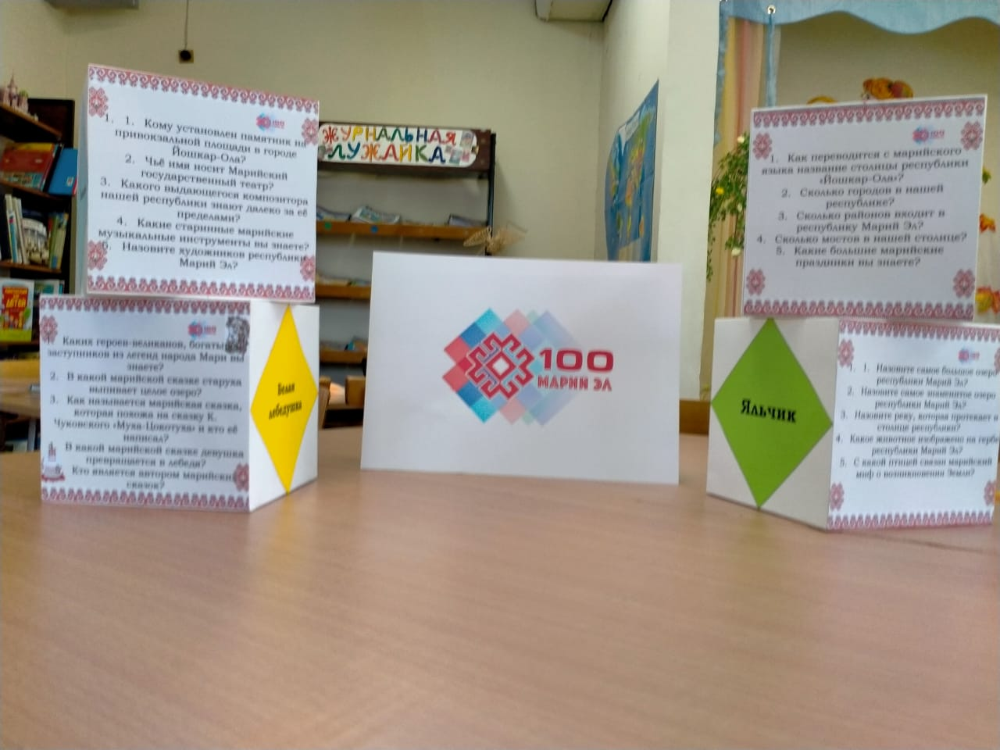 1. 1. Кому установлен памятник на
привокзальной площади в городе
Йошкар-Ола?
2. Чьё имя носит Марийский
государственный театр?
3. Какого выдающегося композитора
нашей республики знают далеко за её
пределами?
4. Какие старинные марийские
музыкальные инструменты вы знаете?
5. Назовите художников республики
Марий Эл?
100
Каких героев-великанов,
заступников из легенд народа Мари вы
знаете?
2. В какой марийской сказке старуха
выпивает целое озеро?
3. Как называется марийская сказка,
которая похожа на сказку К.
Чуковского «Муха-Цокотуха» и кто её
написал?
В какой марийской сказке девушка
превращается в лебедя?
Кто является автором марийски
сказок?
100
Белая
лебедушка
ЖУРНАЛЬНАЯ
ЛУЖАЙКА
ДЕТЕЙ
100
МАРИЙ ЭЛ
100
1. Как переводится с марийского
языка название столицы республики
«Йошкар-Ола»?
2. Сколько городов в нашей
республике?
3. Сколько районов входит в
республику Марий Эл?
4. Сколько мостов в нашей столице?
5. Какие большие марийские
праздники вы знаете?
Яльчик
100
1. 1. Назовите самое большое озеро
республики Марий Эл?
2. Назовите самое знаменитое озеро
республики Марий Эл?
3. Назовите реку, которая протекает в
столице республики?
4. Какое животное изображено на гербе
республики Марий Эл?
5. С какой птицей связан марийский
миф о возникновении Земли?